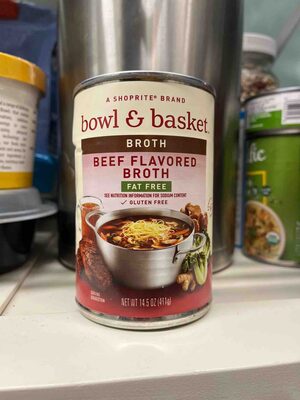 A SHOPRITE® BRAND
bowl & basket.
BROTH
BEEF FLAVORED
BROTH
FAT FREE
SEE NUTRITION INFORMATION FOR SODIUM CONTENT
✓ GLUTEN FREE
NET WT 14.5 OZ (411g)